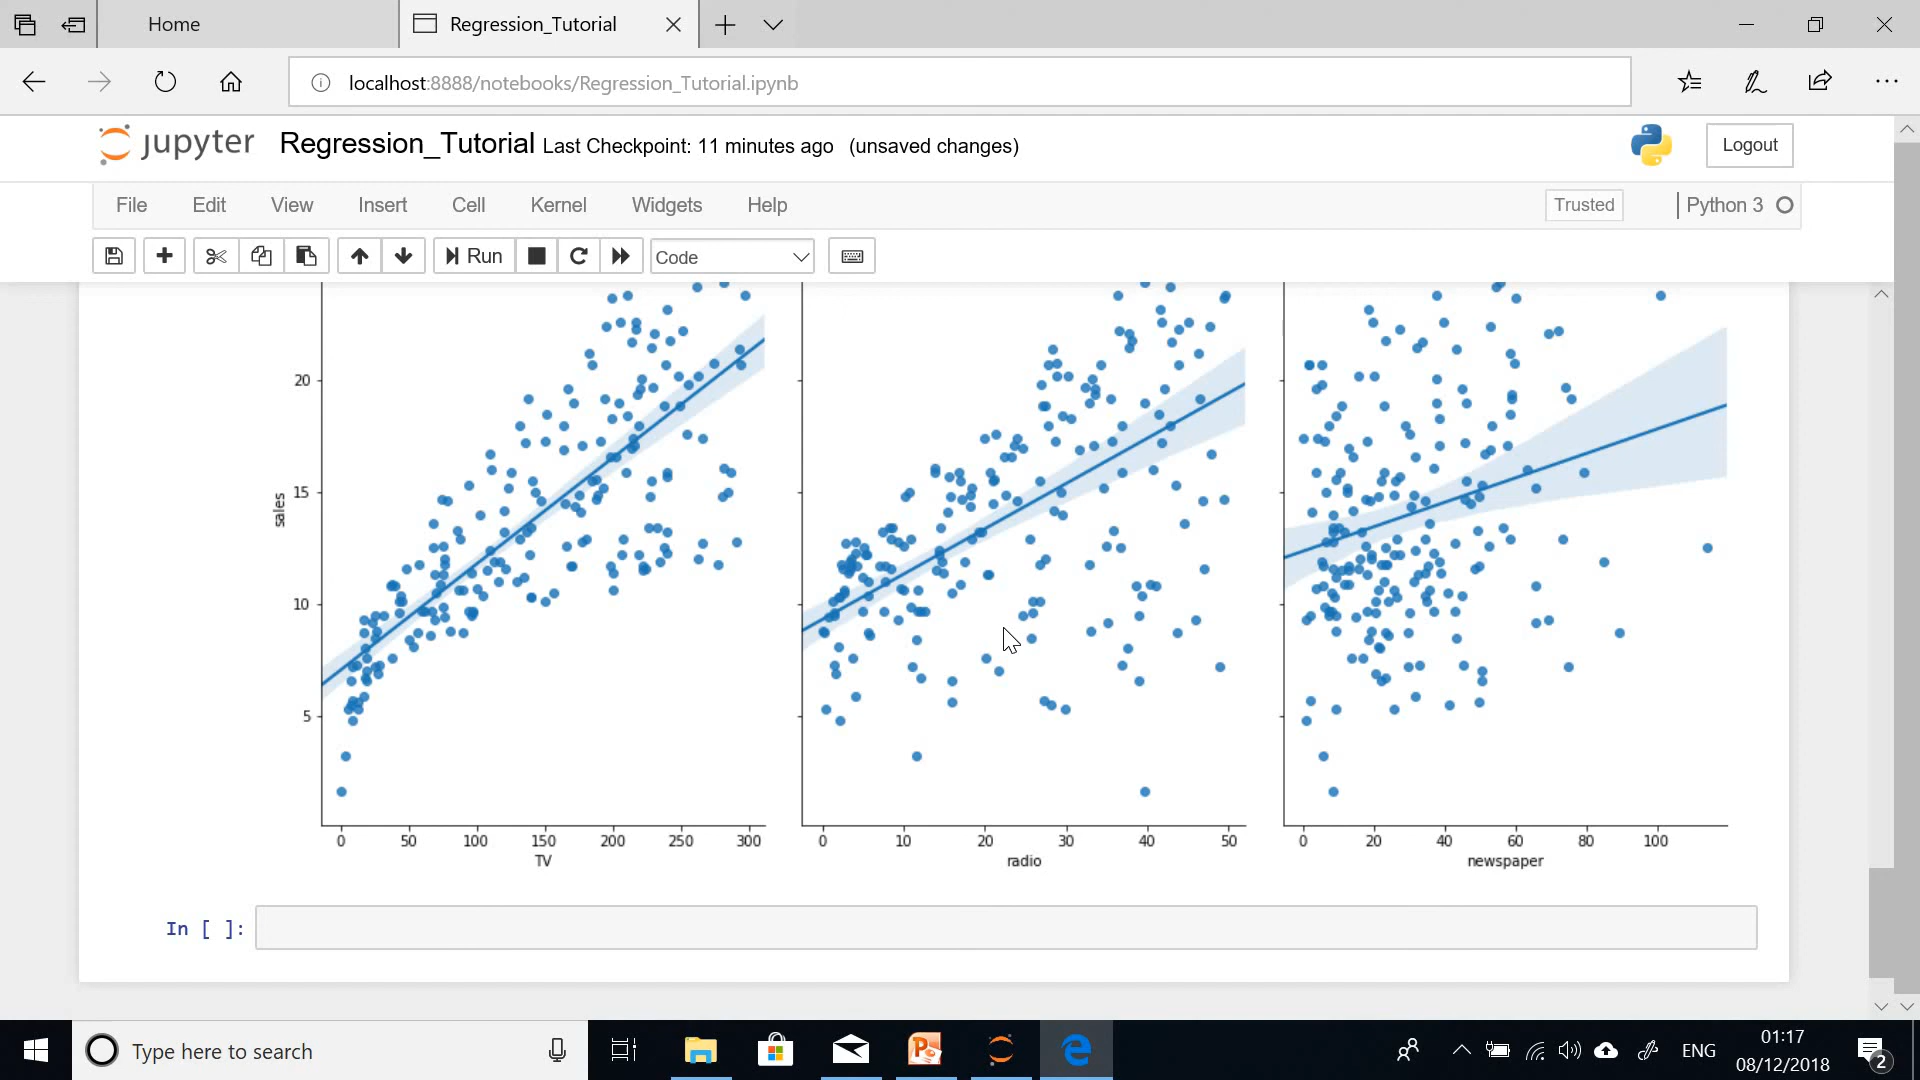 Home
Regression_Tutorial
localhost:8888/notebooks/Regression_Tutorial.ipynb
jupyter Regression_Tutorial Last Checkpoint: 11 minutes ago (unsaved changes)
Logout
File Edit View Insert Cell Kernel Widgets Help
Trusted
Python 3
Run
Code
20
15
10
5
sales
0 50 100 150 200 250 300
TV
0 10 20 30 40 50
radio
0 20 40 60 80 100
newspaper
In [ ]:
Type here to search
ENG
01:17
08/12/2018
2